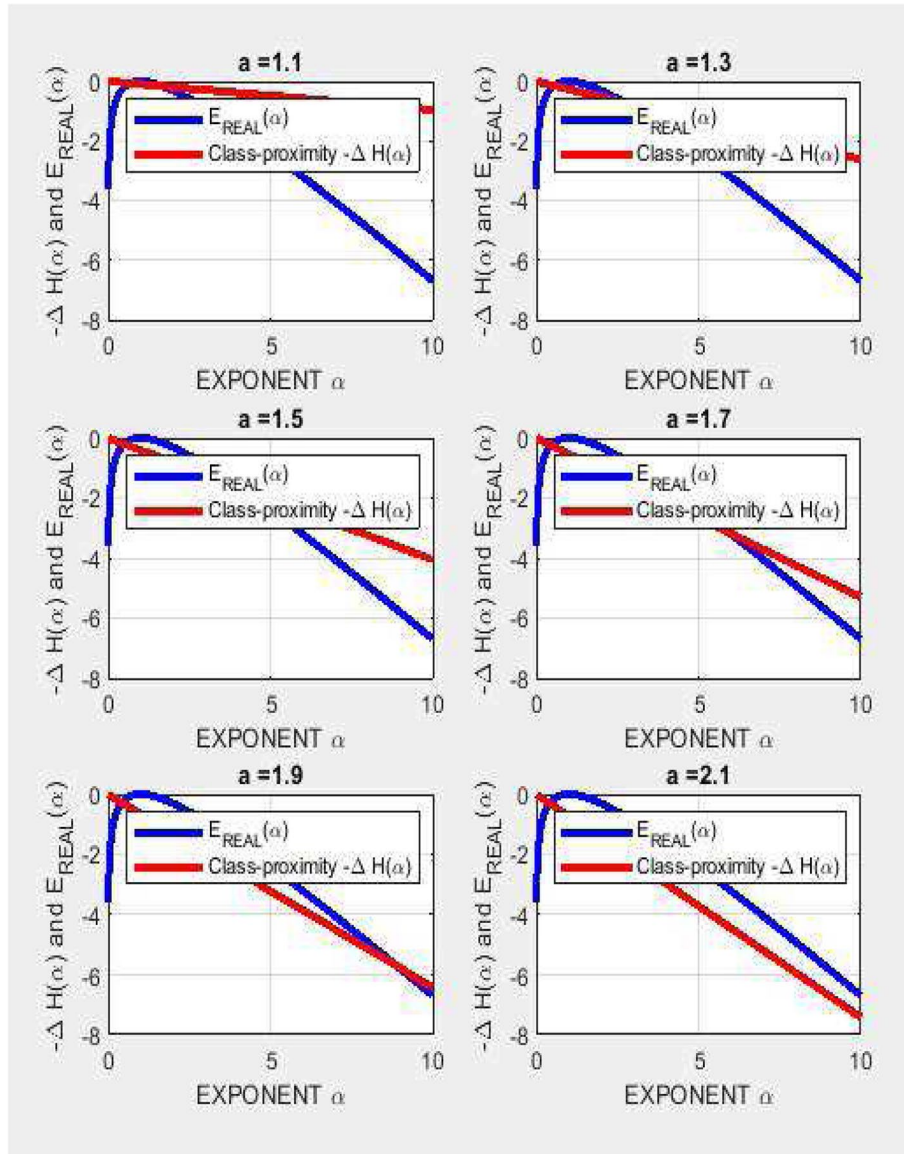 a =1.1
-Δ H(α) and E_REAL(α)
0
-2
-4
-6
-8
E_REAL(α)
Class-proximity -Δ H(α)
0 5 10
EXPONENT α
a =1.3
-Δ H(α) and E_REAL(α)
0
-2
-4
-6
-8
E_REAL(α)
Class-proximity -Δ H(α)
0 5 10
EXPONENT α
a =1.5
-Δ H(α) and E_REAL(α)
0
-2
-4
-6
-8
E_REAL(α)
Class-proximity -Δ H(α)
0 5 10
EXPONENT α
a =1.7
-Δ H(α) and E_REAL(α)
0
-2
-4
-6
-8
E_REAL(α)
Class-proximity -Δ H(α)
0 5 10
EXPONENT α
a =1.9
-Δ H(α) and E_REAL(α)
0
-2
-4
-6
-8
E_REAL(α)
Class-proximity -Δ H(α)
0 5 10
EXPONENT α
a =2.1
-Δ H(α) and E_REAL(α)
0
-2
-4
-6
-8
E_REAL(α)
Class-proximity -Δ H(α)
0 5 10
EXPONENT α